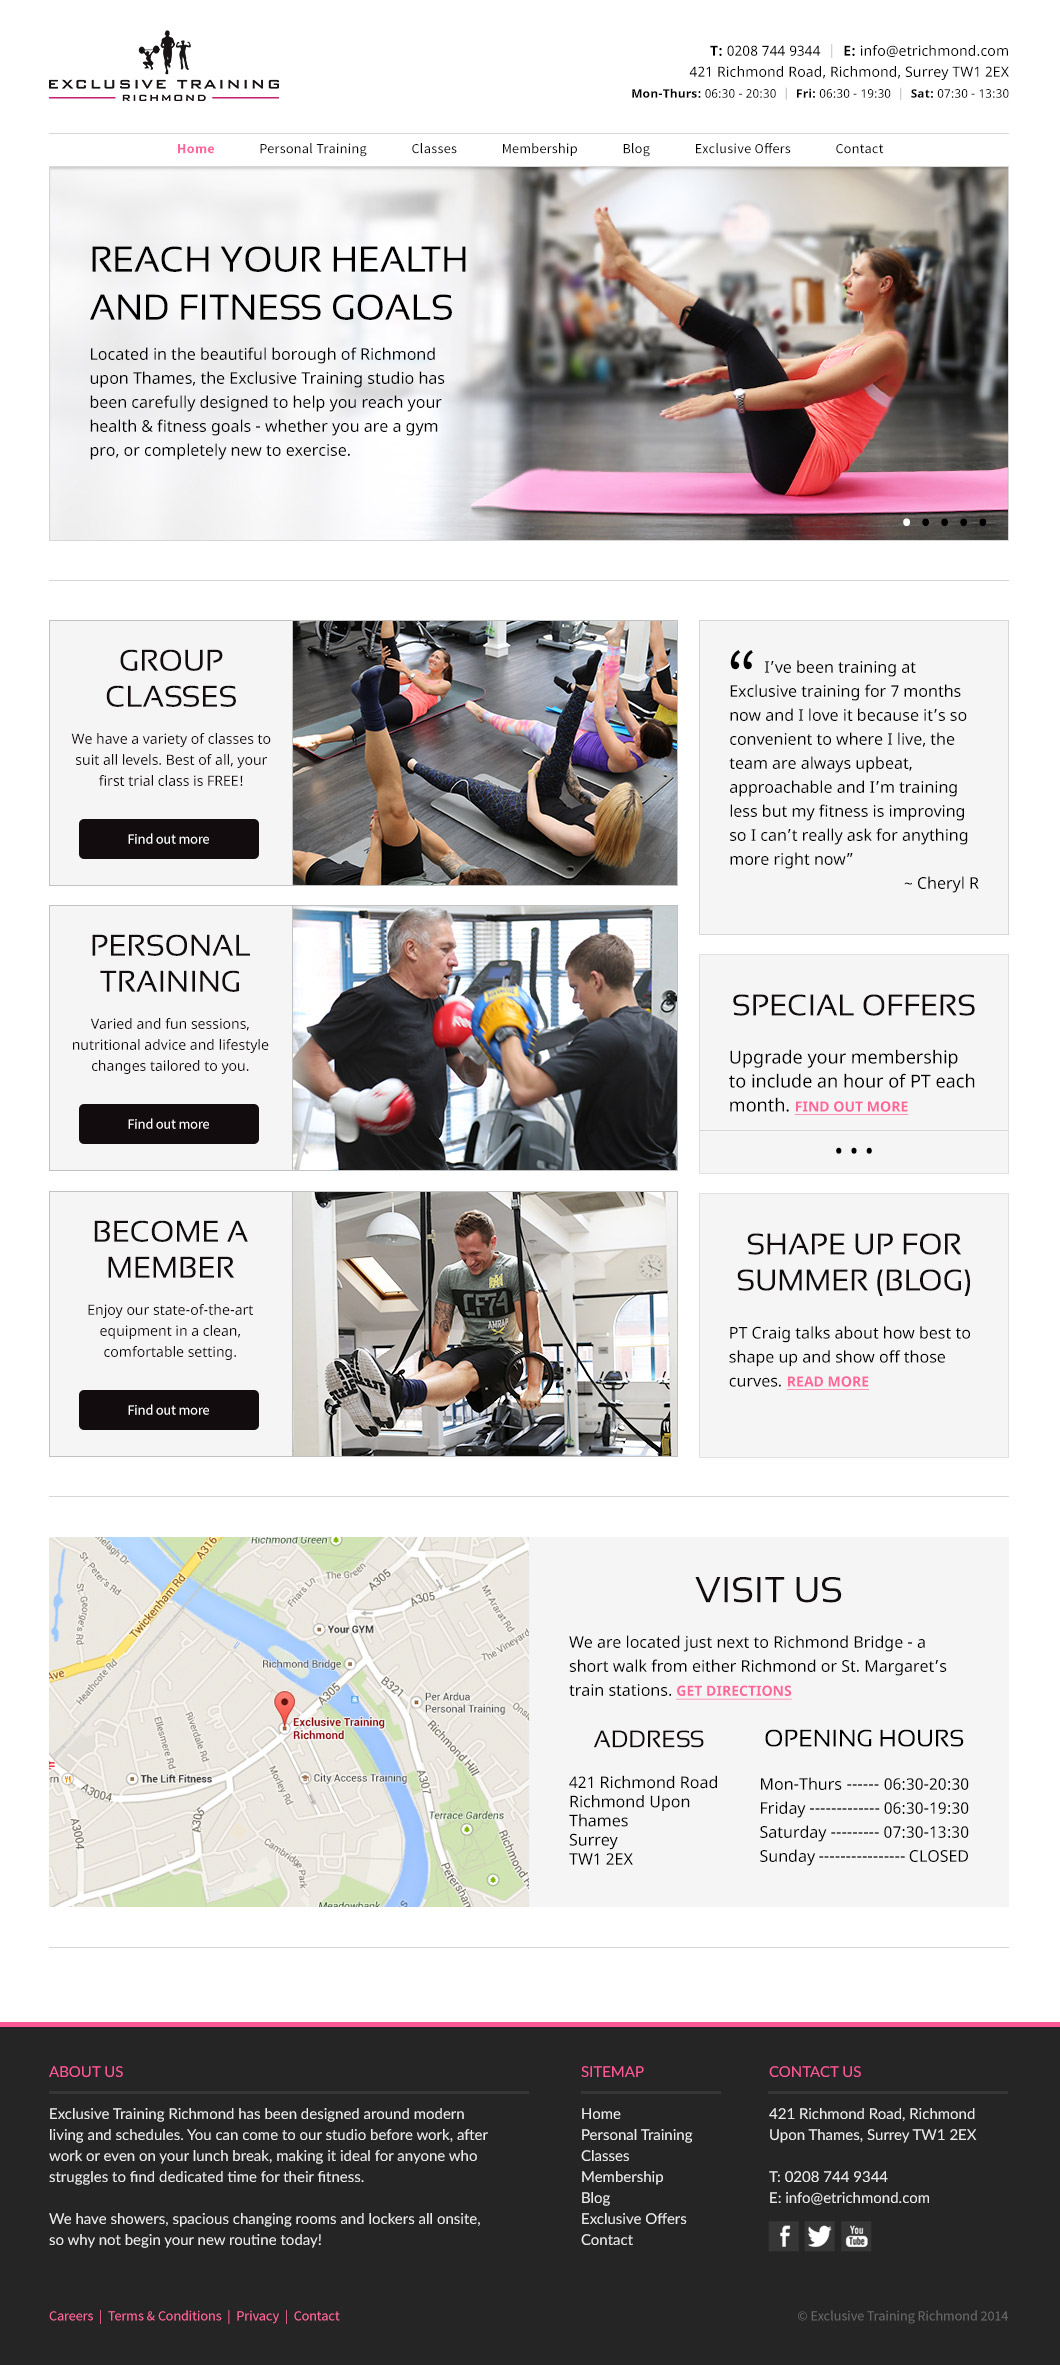 EXCLUSIVE TRAINING
RICHMOND
T: 0208 744 9344 | E: info@etrichmond.com
421 Richmond Road, Richmond, Surrey TW1 2EX
Mon-Thurs: 06:30 - 20:30 | Fri: 06:30 - 19:30 | Sat: 07:30 - 13:30
Home Personal Training Classes Membership Blog Exclusive Offers Contact
REACH YOUR HEALTH
AND FITNESS GOALS
Located in the beautiful borough of Richmond
upon Thames, the Exclusive Training studio has
been carefully designed to help you reach your
health & fitness goals - whether you are a gym
pro, or completely new to exercise.
GROUP
CLASSES
We have a variety of classes to
suit all levels. Best of all, your
first trial class is FREE!
Find out more
PERSONAL
TRAINING
Varied and fun sessions,
nutritional advice and lifestyle
changes tailored to you.
Find out more
BECOME A
MEMBER
Enjoy our state-of-the-art
equipment in a clean,
comfortable setting.
Find out more
CF74
AMRAP
“ I’ve been training at
Exclusive training for 7 months
now and I love it because it’s so
convenient to where I live, the
team are always upbeat,
approachable and I’m training
less but my fitness is improving
so I can’t really ask for anything
more right now”
~ Cheryl R
SPECIAL OFFERS
Upgrade your membership
to include an hour of PT each
month. FIND OUT MORE
SHAPE UP FOR
SUMMER (BLOG)
PT Craig talks about how best to
shape up and show off those
curves. READ MORE
Richmond Green
A316
St. Peter's Rd
St. George's Rd
Twickenham Rd
The Green
Friars Ln
A305
A305
Mt Ararat Rd
The Vineyard
Your GYM
Richmond Bridge
Heathcote Rd
A305
Per Ardua
Personal Training
Exclusive Training
Richmond
Riverdale Rd
Ellesmere Rd
Richmond Hill
The Lift Fitness
City Access Training
Morley Rd
A3004
A305
A307
Terrace Gardens
A3004
Cambridge Park
Petersham
Richmond
Meadowbank
VISIT US
We are located just next to Richmond Bridge - a
short walk from either Richmond or St. Margaret’s
train stations. GET DIRECTIONS
ADDRESS
421 Richmond Road
Richmond Upon
Thames
Surrey
TW1 2EX
OPENING HOURS
Mon-Thurs ------ 06:30-20:30
Friday ------------- 06:30-19:30
Saturday --------- 07:30-13:30
Sunday ---------------- CLOSED
ABOUT US
Exclusive Training Richmond has been designed around modern
living and schedules. You can come to our studio before work, after
work or even on your lunch break, making it ideal for anyone who
struggles to find dedicated time for their fitness.
We have showers, spacious changing rooms and lockers all onsite,
so why not begin your new routine today!
SITEMAP
Home
Personal Training
Classes
Membership
Blog
Exclusive Offers
Contact
CONTACT US
421 Richmond Road, Richmond
Upon Thames, Surrey TW1 2EX
T: 0208 744 9344
E: info@etrichmond.com
f
You
Tube
Careers | Terms & Conditions | Privacy | Contact
© Exclusive Training Richmond 2014